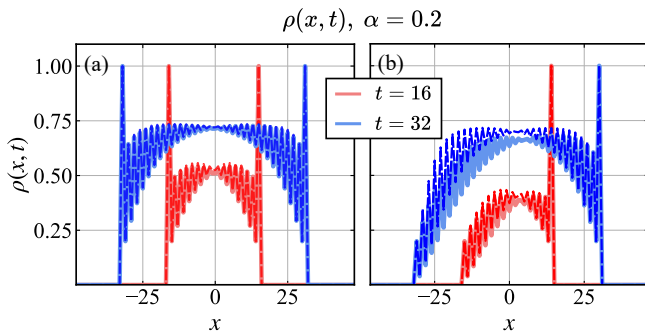 ρ(x, t), α = 0.2
(a)
(b)
t = 16
t = 32
ρ(x, t)
1.00
0.75
0.50
0.25
−25 0 25
−25 0 25
x
x